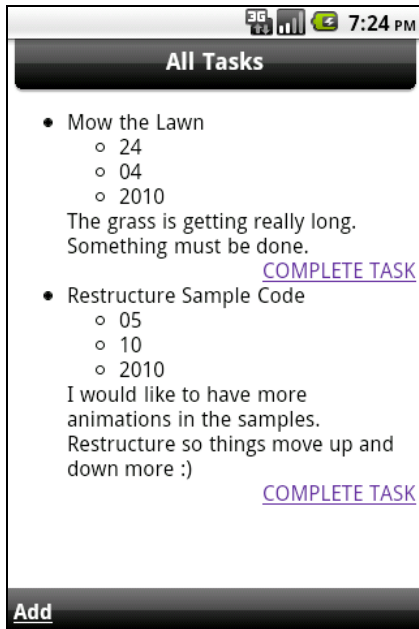 3G 7:24 PM
All Tasks
Mow the Lawn
24
04
2010
The grass is getting really long.
Something must be done.
COMPLETE TASK
Restructure Sample Code
05
10
2010
I would like to have more
animations in the samples.
Restructure so things move up and
down more :)
COMPLETE TASK
Add